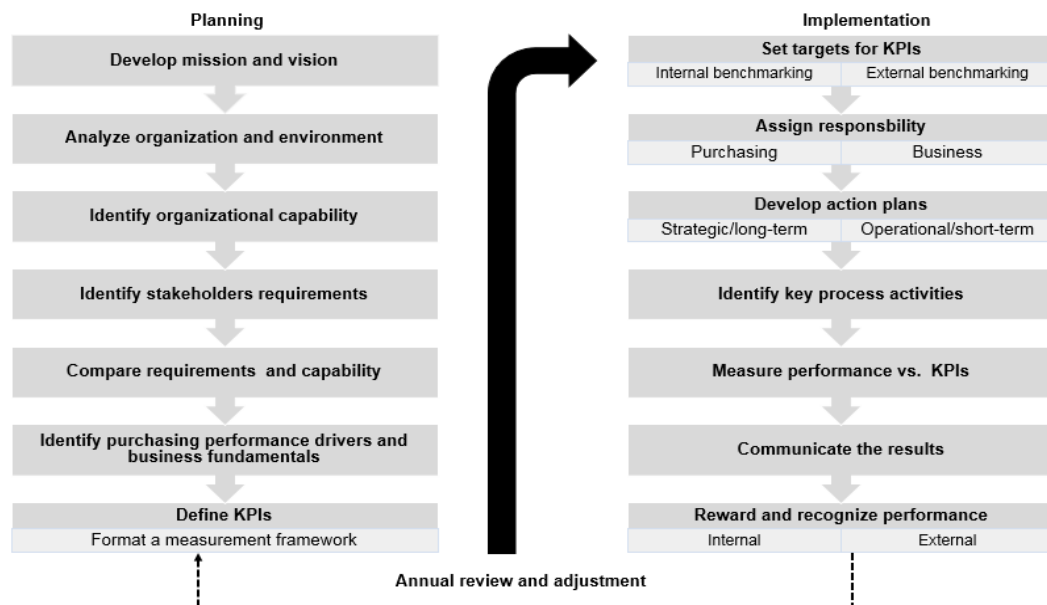 Planning
Develop mission and vision
Analyze organization and environment
Identify organizational capability
Identify stakeholders requirements
Compare requirements and capability
Identify purchasing performance drivers and
business fundamentals
Define KPIs
Format a measurement framework
Implementation
Set targets for KPIs
Internal benchmarking
External benchmarking
Assign responsbility
Purchasing
Business
Develop action plans
Strategic/long-term
Operational/short-term
Identify key process activities
Measure performance vs. KPIs
Communicate the results
Reward and recognize performance
Internal
External
Annual review and adjustment